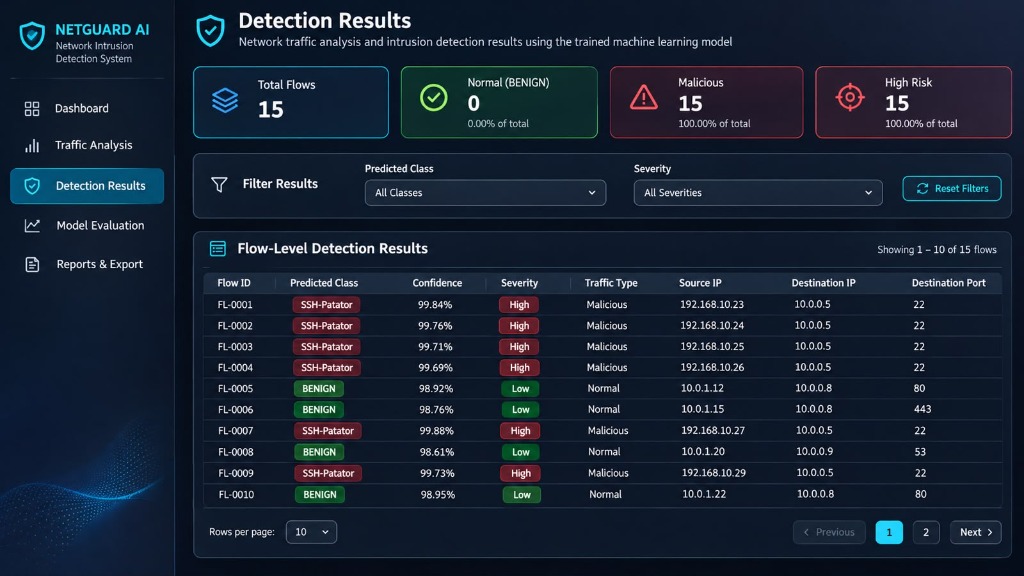 NETGUARD AI
Network Intrusion
Detection System
Dashboard
Traffic Analysis
Detection Results
Model Evaluation
Reports & Export
Detection Results
Network traffic analysis and intrusion detection results using the trained machine learning model
Total Flows
15
Normal (BENIGN)
0
0.00% of total
Malicious
15
100.00% of total
High Risk
15
100.00% of total
Filter Results
Predicted Class
All Classes
Severity
All Severities
Reset Filters
Flow-Level Detection Results
Showing 1 – 10 of 15 flows
Flow ID Predicted Class Confidence Severity Traffic Type Source IP Destination IP Destination Port
FL-0001 SSH-Patator 99.84% High Malicious 192.168.10.23 10.0.0.5 22
FL-0002 SSH-Patator 99.76% High Malicious 192.168.10.24 10.0.0.5 22
FL-0003 SSH-Patator 99.71% High Malicious 192.168.10.25 10.0.0.5 22
FL-0004 SSH-Patator 99.69% High Malicious 192.168.10.26 10.0.0.5 22
FL-0005 BENIGN 98.92% Low Normal 10.0.1.12 10.0.0.8 80
FL-0006 BENIGN 98.76% Low Normal 10.0.1.15 10.0.0.8 443
FL-0007 SSH-Patator 99.88% High Malicious 192.168.10.27 10.0.0.5 22
FL-0008 BENIGN 98.61% Low Normal 10.0.1.20 10.0.0.9 53
FL-0009 SSH-Patator 99.73% High Malicious 192.168.10.29 10.0.0.5 22
FL-0010 BENIGN 98.95% Low Normal 10.0.1.22 10.0.0.8 80
Rows per page: 10
Previous 1 2 Next